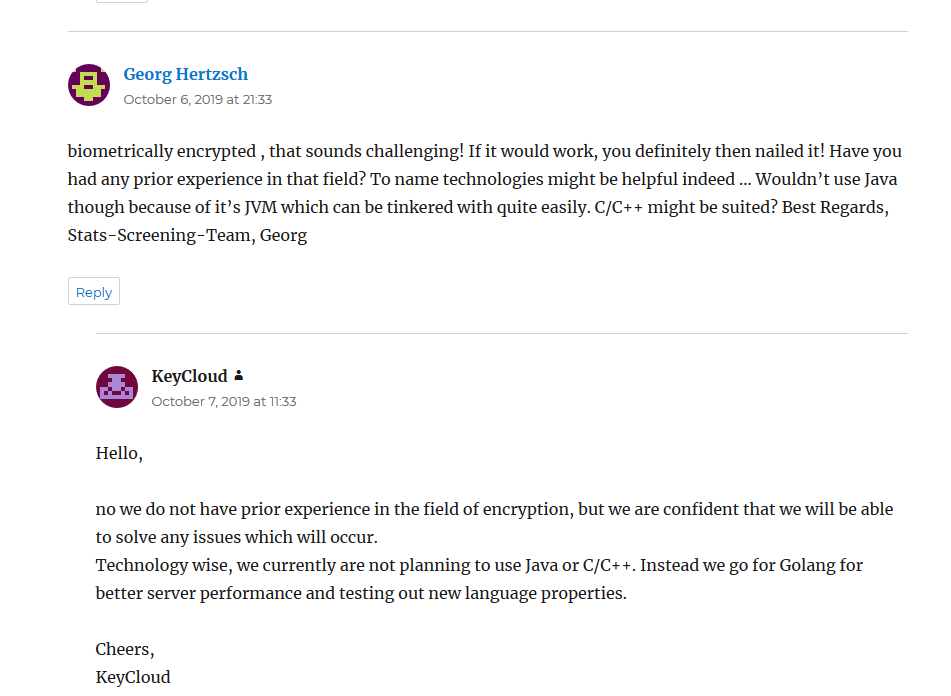 Georg Hertzsch
October 6, 2019 at 21:33
biometrically encrypted , that sounds challenging! If it would work, you definitely then nailed it! Have you
had any prior experience in that field? To name technologies might be helpful indeed … Wouldn’t use Java
though because of it’s JVM which can be tinkered with quite easily. C/C++ might be suited? Best Regards,
Stats-Screening-Team, Georg
Reply
KeyCloud
October 7, 2019 at 11:33
Hello,
no we do not have prior experience in the field of encryption, but we are confident that we will be able
to solve any issues which will occur.
Technology wise, we currently are not planning to use Java or C/C++. Instead we go for Golang for
better server performance and testing out new language properties.
Cheers,
KeyCloud